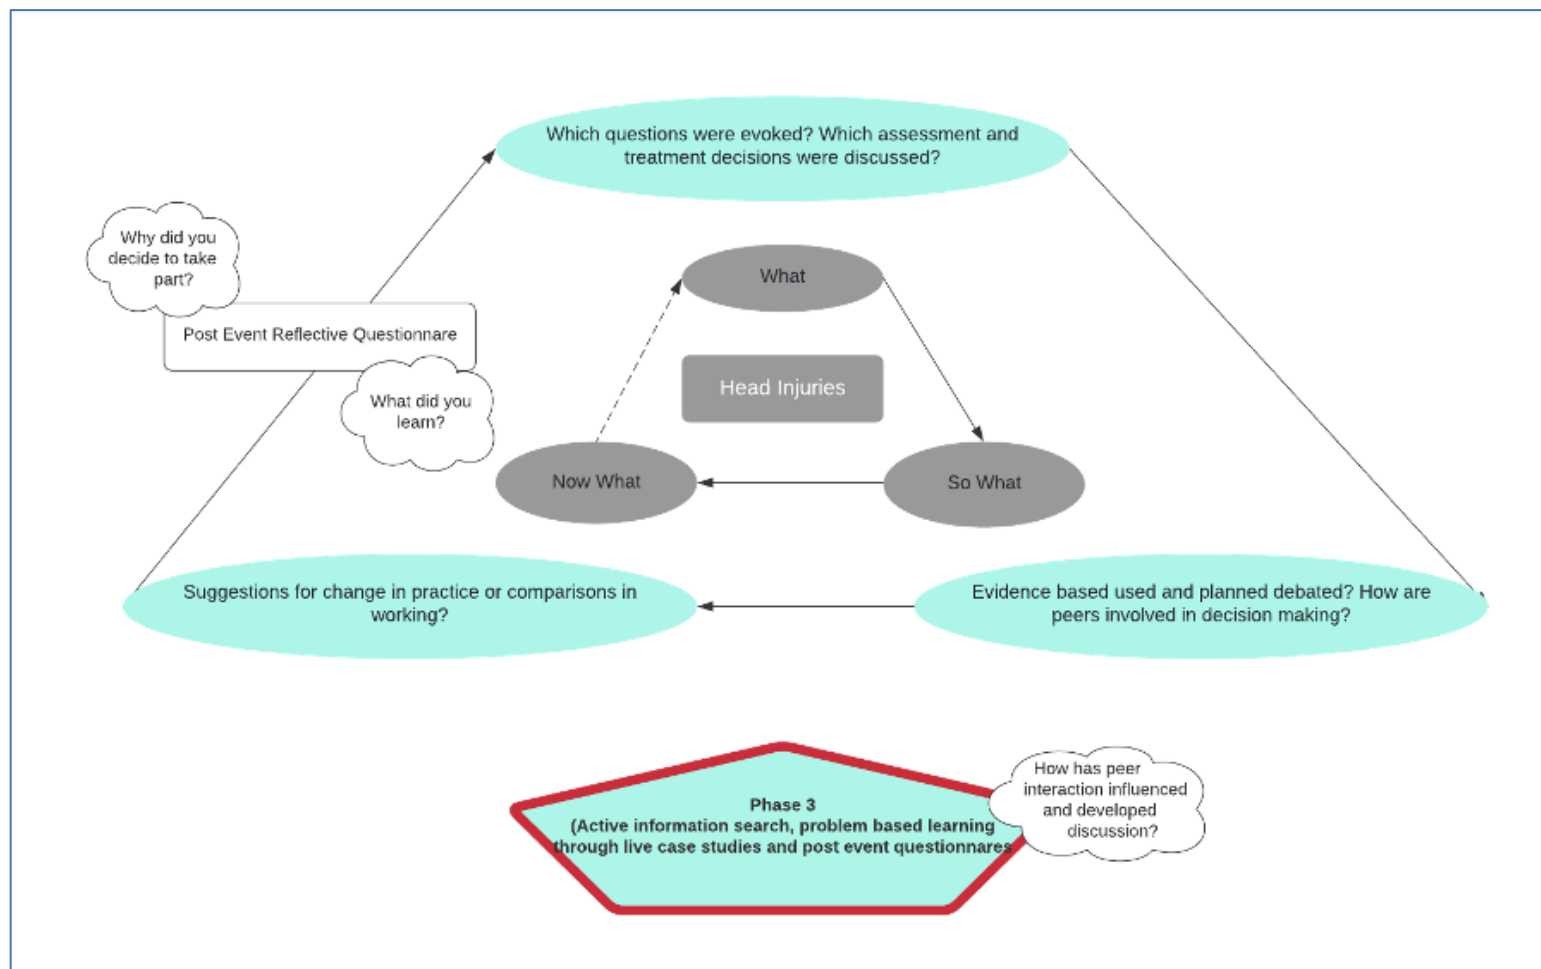 Which questions were evoked? Which assessment and
treatment decisions were discussed?
Why did you
decide to take
part?
Post Event Reflective Questionnare
What did you
learn?
What
Head Injuries
Now What
So What
Suggestions for change in practice or comparisons in
working?
Evidence based used and planned debated? How are
peers involved in decision making?
Phase 3
(Active information search, problem based learning
through live case studies and post event questionnares
How has peer
interaction influenced
and developed
discussion?